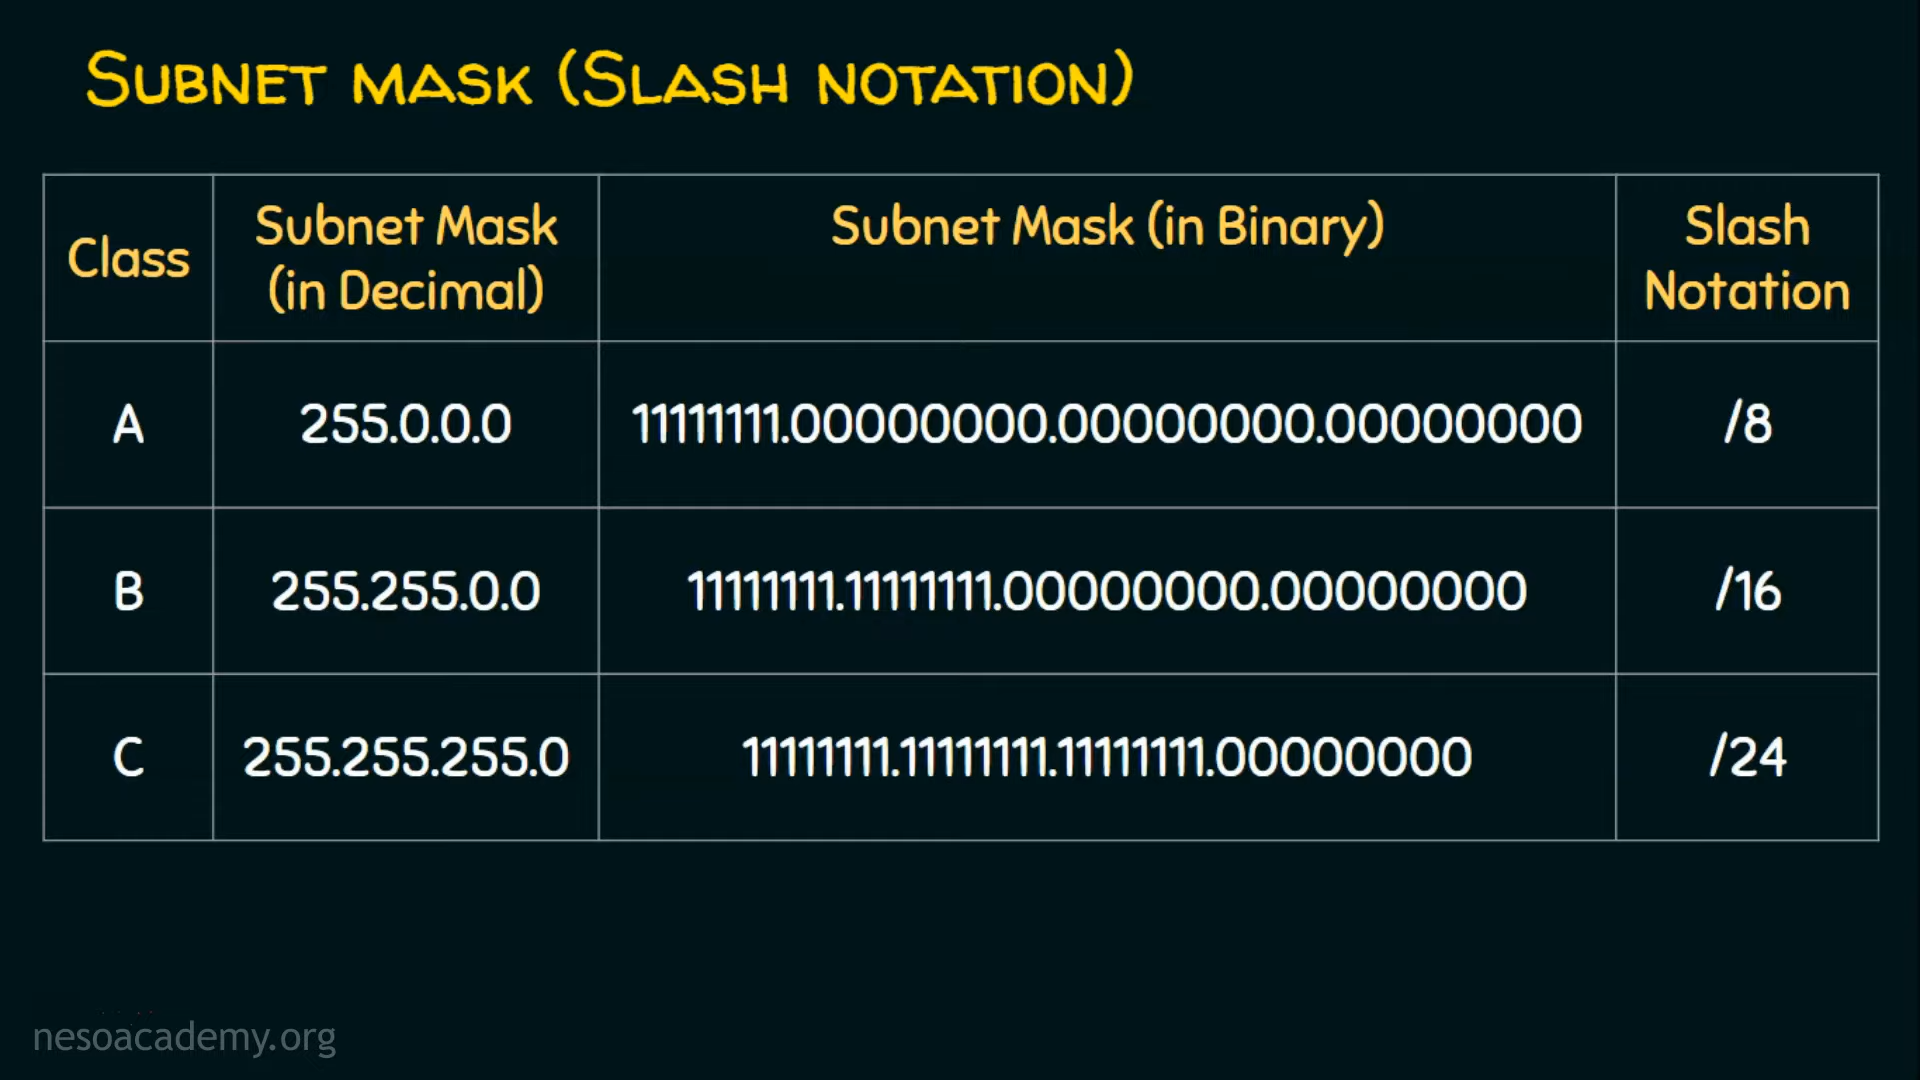 SUBNET MASK (SLASH NOTATION)
Class
Subnet Mask
(in Decimal)
Subnet Mask (in Binary)
Slash
Notation
A 255.0.0.0 11111111.00000000.00000000.00000000 /8
B 255.255.0.0 11111111.11111111.00000000.00000000 /16
C 255.255.255.0 11111111.11111111.11111111.00000000 /24
nesoacademy.org